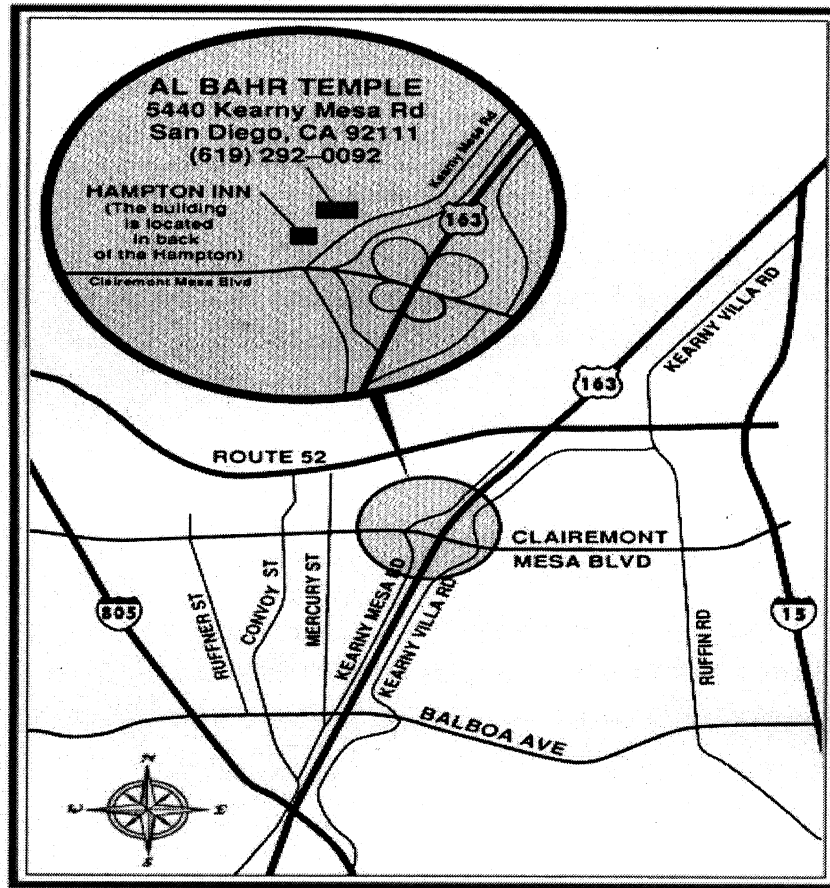 AL BAHR TEMPLE
5440 Kearny Mesa Rd
San Diego, CA 92111
(619) 292-0092
Kearny Mesa Rd.
HAMPTON INN
(The building
is located
in back
of the Hampton)
163
Clairemont Mesa Blvd
KEARNY VILLA RD
163
ROUTE 52
CLAIREMONT
MESA BLVD
805
RUFFNER ST
CONVOY ST
MERCURY ST
KEARNY MESA RD
KEARNY VILLA RD
RUFFIN RD
15
BALBOA AVE
N
W
E
S